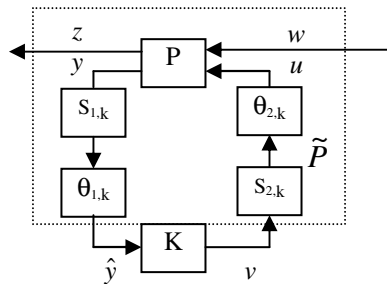 z P w
y u
S1,k θ2,k
P̃
θ1,k S2,k
K
ŷ v